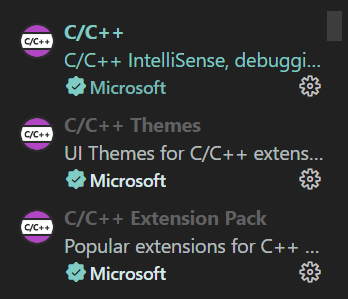 C/C++
C/C++
C/C++ IntelliSense, debuggi...
Microsoft
C/C++ Themes
C/C++
UI Themes for C/C++ extens...
Microsoft
C/C++ Extension Pack
C/C++
Popular extensions for C++ ...
Microsoft